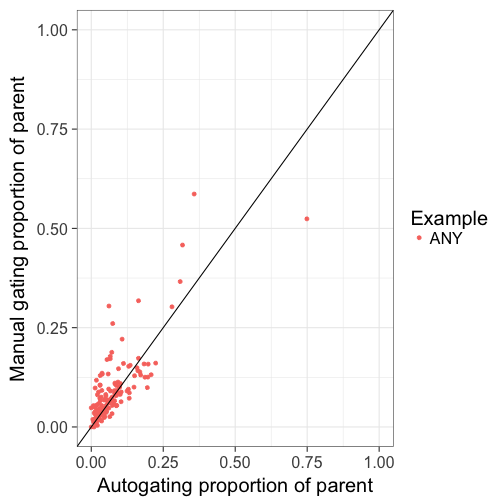 Manual gating proportion of parent
1.00
0.75
0.50
0.25
0.00
0.00 0.25 0.50 0.75 1.00
Autogating proportion of parent
Example
ANY